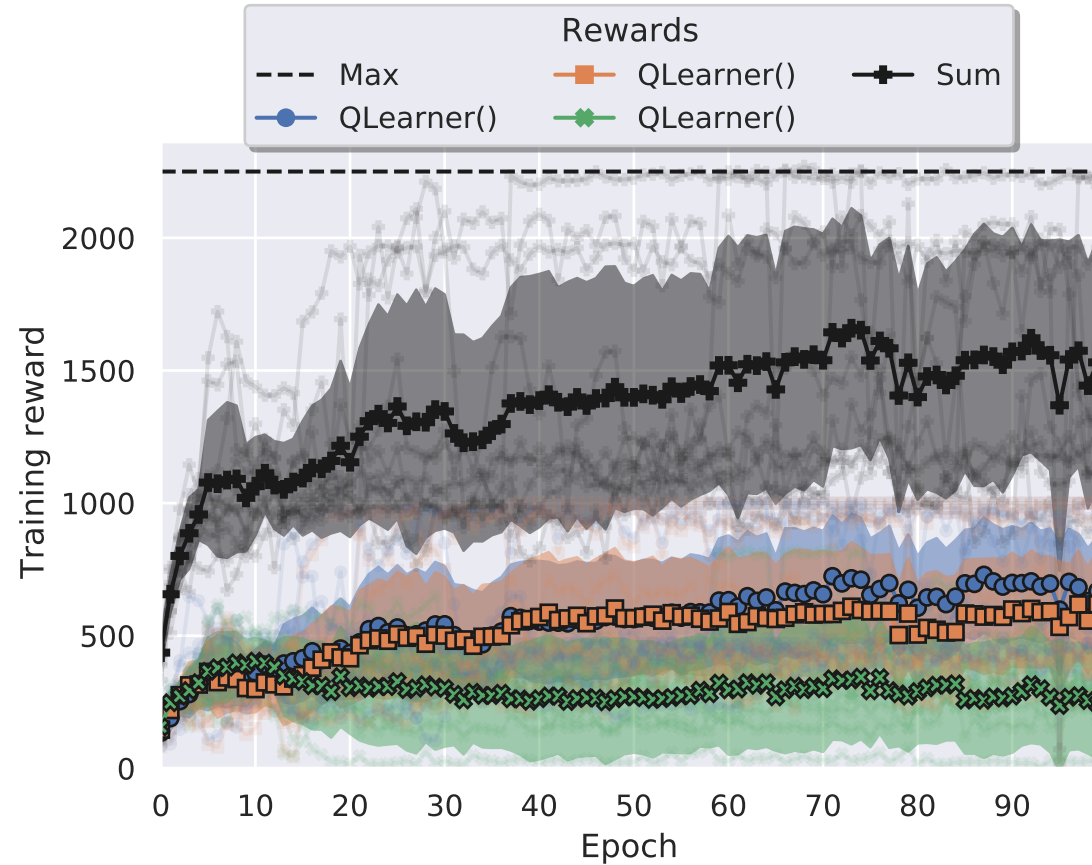 Rewards
Max QLearner() Sum
QLearner() QLearner()
Training reward
2000
1500
1000
500
0
0 10 20 30 40 50 60 70 80 90
Epoch